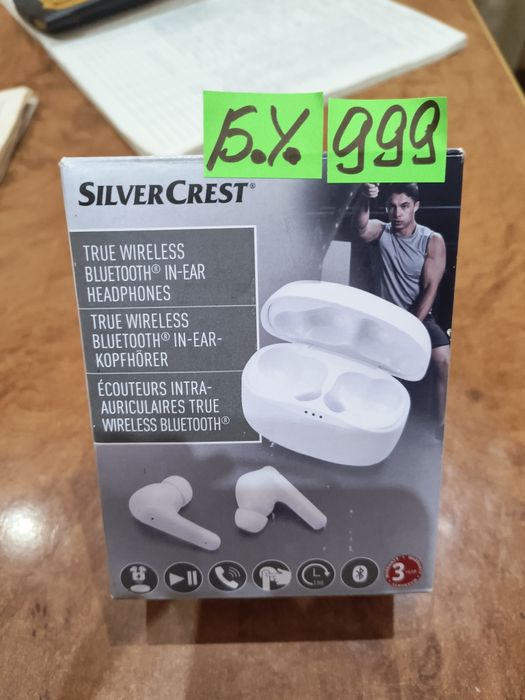 Б.У. 999
SILVERCREST®
TRUE WIRELESS
BLUETOOTH® IN-EAR
HEADPHONES
TRUE WIRELESS
BLUETOOTH® IN-EAR-
KOPFHÖRER
ÉCOUTEURS INTRA-
AURICULAIRES TRUE
WIRELESS BLUETOOTH®
3